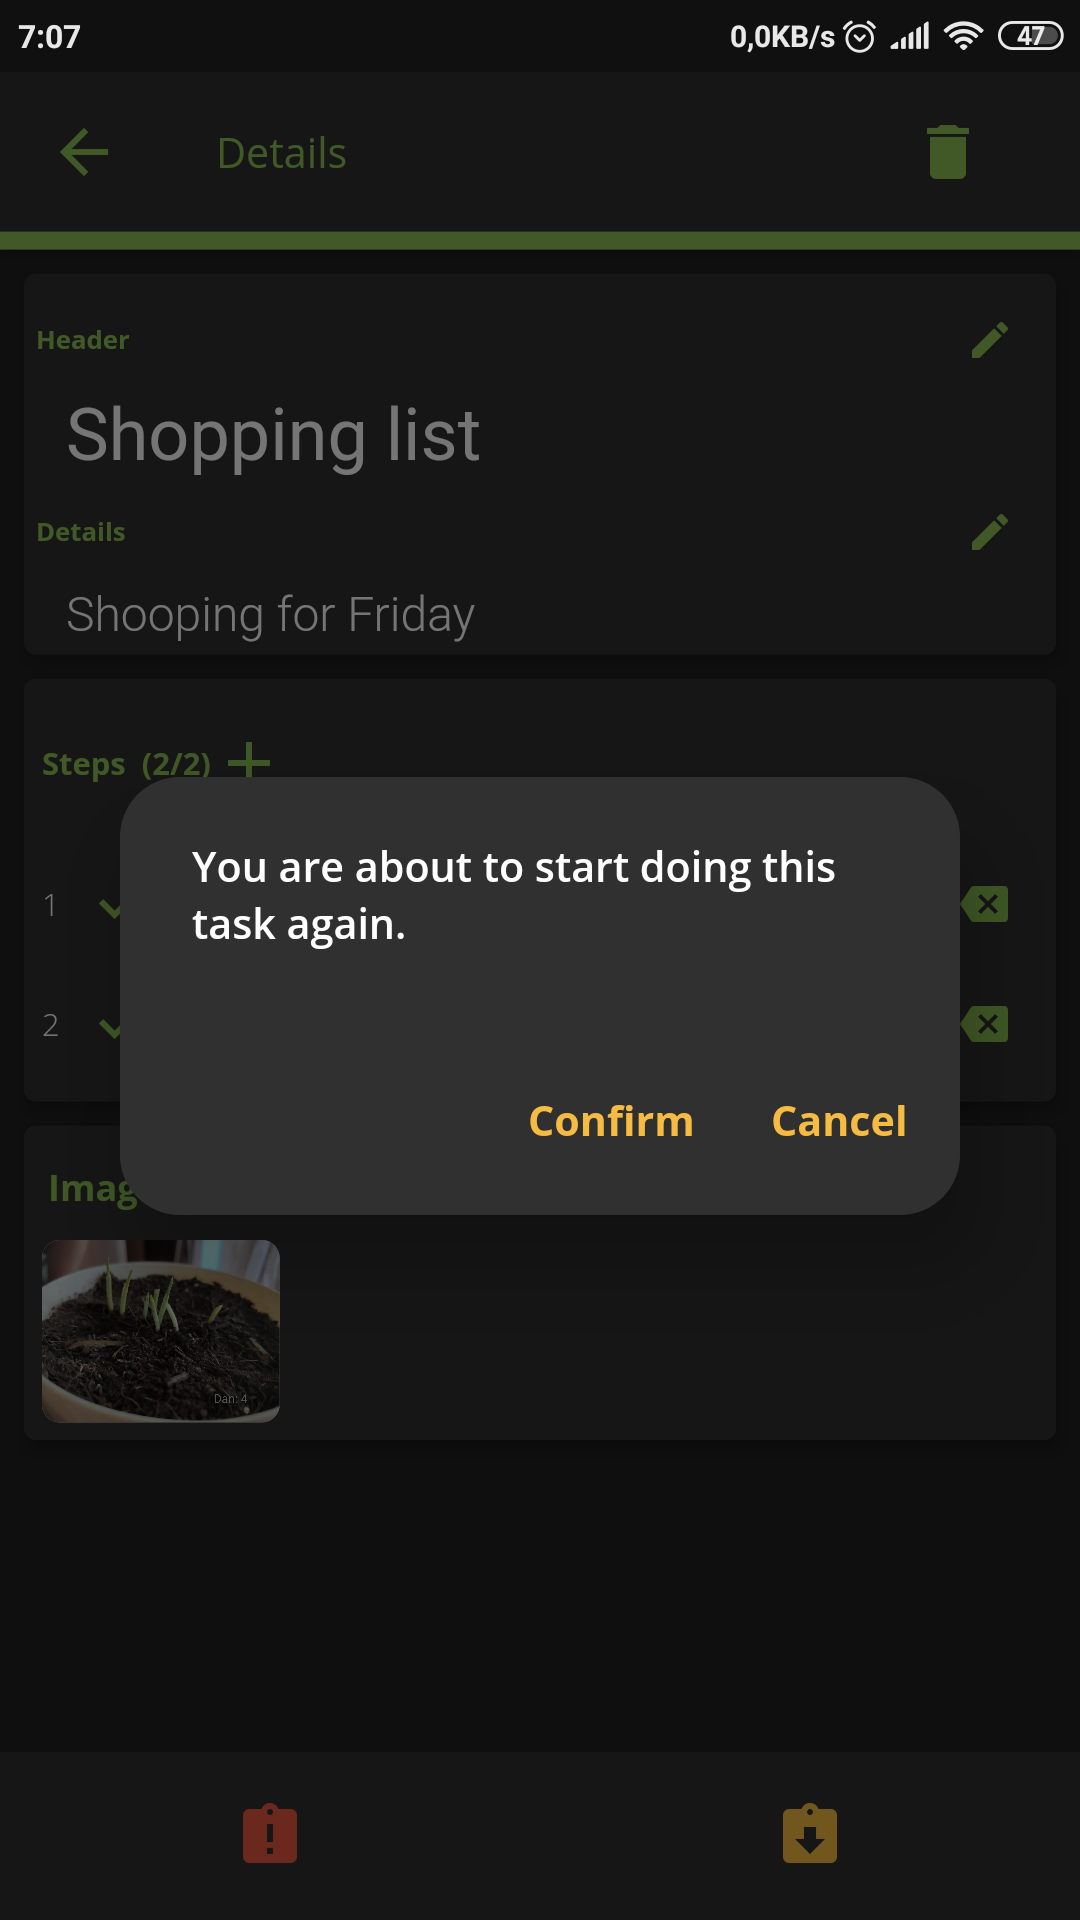 7:07
0,0KB/s
47
Details
Header
Shopping list
Details
Shooping for Friday
Steps (2/2)
You are about to start doing this
task again.
1
2
Confirm
Cancel
Imag
Dan: 4